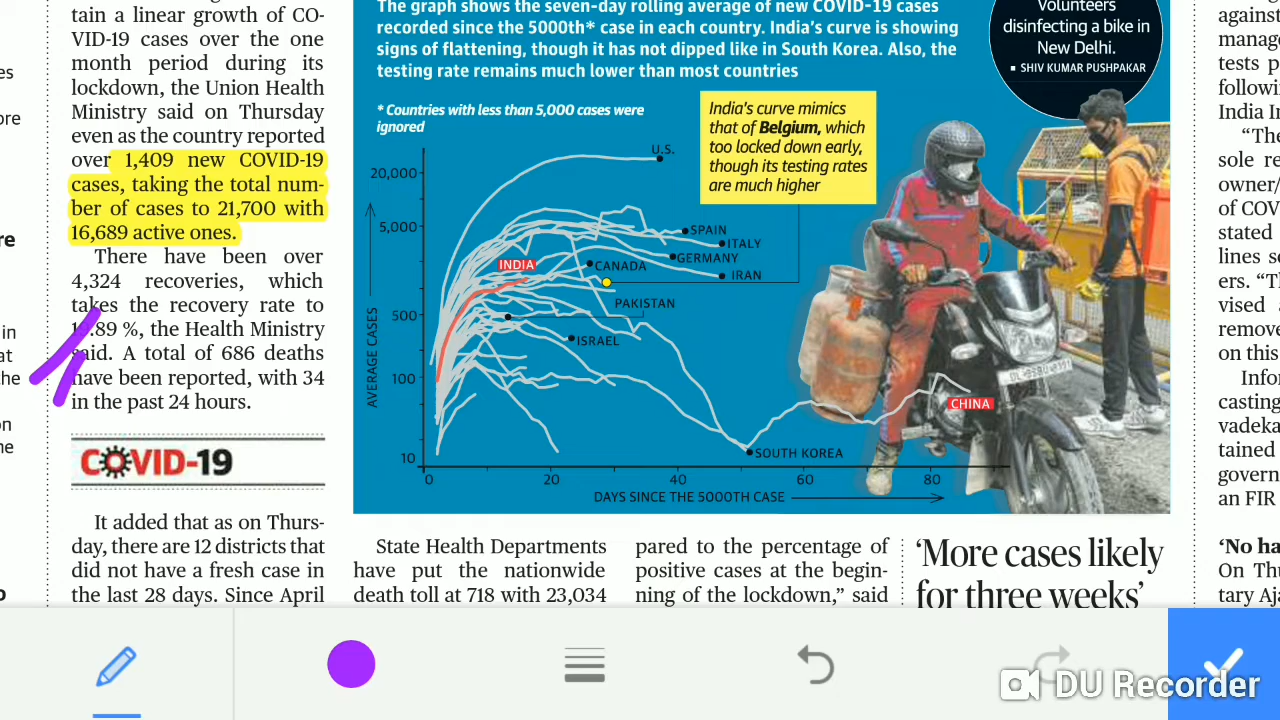 es
ore
re
in
at
he
on
ne
tain a linear growth of CO-
VID-19 cases over the one
month period during its
lockdown, the Union Health
Ministry said on Thursday
even as the country reported
over 1,409 new COVID-19
cases, taking the total num-
ber of cases to 21,700 with
16,689 active ones.
There have been over
4,324 recoveries, which
takes the recovery rate to
.89 %, the Health Ministry
said. A total of 686 deaths
have been reported, with 34
in the past 24 hours.
COVID-19
It added that as on Thurs-
day, there are 12 districts that
did not have a fresh case in
the last 28 days. Since April
The graph shows the seven-day rolling average of new COVID-19 cases
recorded since the 5000th* case in each country. India's curve is showing
signs of flattening, though it has not dipped like in South Korea. Also, the
testing rate remains much lower than most countries
* Countries with less than 5,000 cases were
ignored
India's curve mimics
that of Belgium, which
too locked down early,
though its testing rates
are much higher
Volunteers
disinfecting a bike in
New Delhi.
▪ SHIV KUMAR PUSHPAKAR
AVERAGE CASES
20,000
5,000
500
100
10
U.S.
SPAIN
ITALY
GERMANY
IRAN
INDIA
CANADA
PAKISTAN
ISRAEL
CHINA
SOUTH KOREA
0 20 40 60 80
DAYS SINCE THE 5000TH CASE
State Health Departments
have put the nationwide
death toll at 718 with 23,034
pared to the percentage of
positive cases at the begin-
ning of the lockdown,” said
‘More cases likely
for three weeks’
against
manage
tests p
followi
India In
“The
sole re
owner/
of COV
stated
lines se
ers. “Th
vised
remove
on this
Infor
casting
vadeka
tained
govern
an FIR
‘No ha
On Thu
tary Aja
DU Recorder